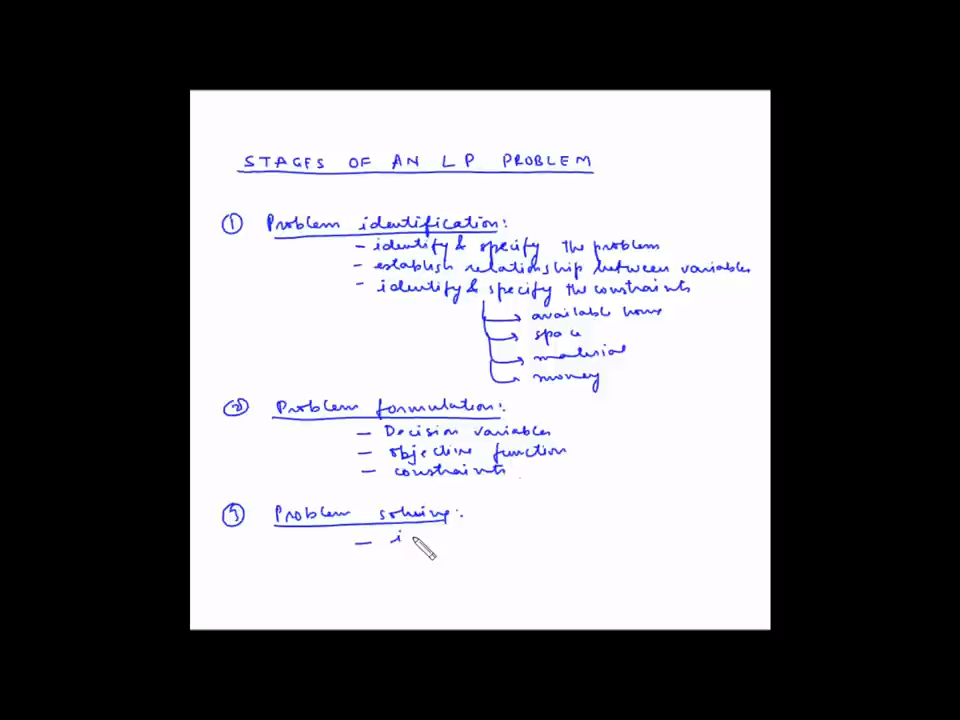 STAGES OF AN LP PROBLEM
① Problem identification:
- identify & specify the problem
- establish relationship between variables
- identify & specify the constraints
→ available hours
→ space
→ material
→ money
② Problem formulation:
- Decision variables
- objective function
- constraints
③ Problem solving:
- i